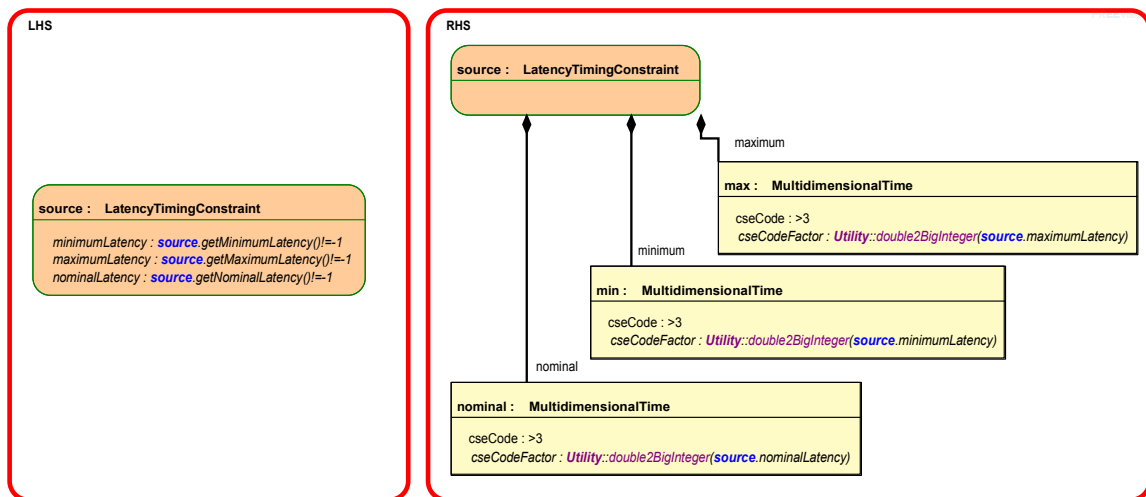 LHS
source : LatencyTimingConstraint
minimumLatency : source.getMinimumLatency()!=-1
maximumLatency : source.getMaximumLatency()!=-1
nominalLatency : source.getNominalLatency()!=-1
RHS
source : LatencyTimingConstraint
maximum
max : MultidimensionalTime
cseCode : >3
cseCodeFactor : Utility::double2BigInteger(source.maximumLatency)
minimum
min : MultidimensionalTime
cseCode : >3
cseCodeFactor : Utility::double2BigInteger(source.minimumLatency)
nominal
nominal : MultidimensionalTime
cseCode : >3
cseCodeFactor : Utility::double2BigInteger(source.nominalLatency)